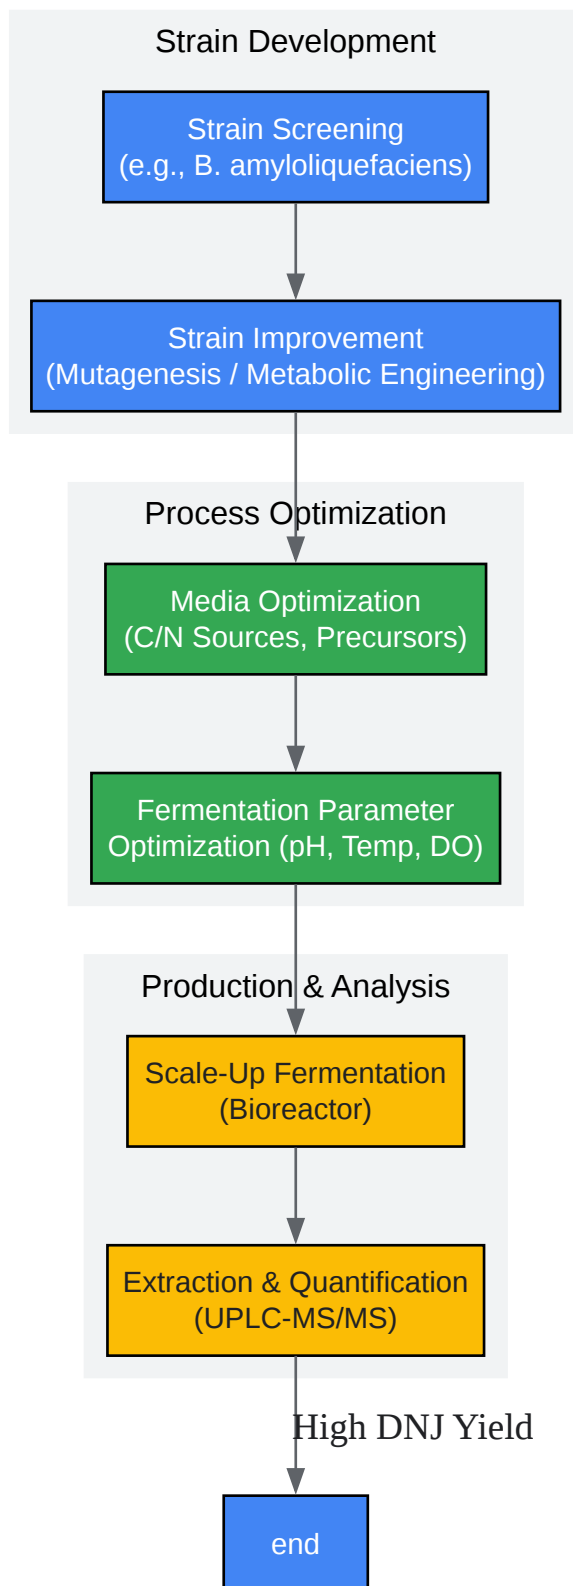 Strain Development
Strain Screening
(e.g., B. amyloliquefaciens)
Strain Improvement
(Mutagenesis / Metabolic Engineering)
Process Optimization
Media Optimization
(C/N Sources, Precursors)
Fermentation Parameter
Optimization (pH, Temp, DO)
Production & Analysis
Scale-Up Fermentation
(Bioreactor)
Extraction & Quantification
(UPLC-MS/MS)
High DNJ Yield
end